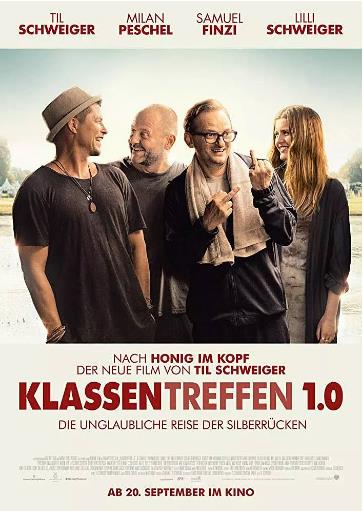 TIL MILAN SAMUEL LILLI
SCHWEIGER PESCHEL FINZI SCHWEIGER
NACH HONIG IM KOPF
DER NEUE FILM VON TIL SCHWEIGER
KLASSENTREFFEN 1.0
DIE UNGLAUBLICHE REISE DER SILBERRÜCKEN
AB 20. SEPTEMBER IM KINO